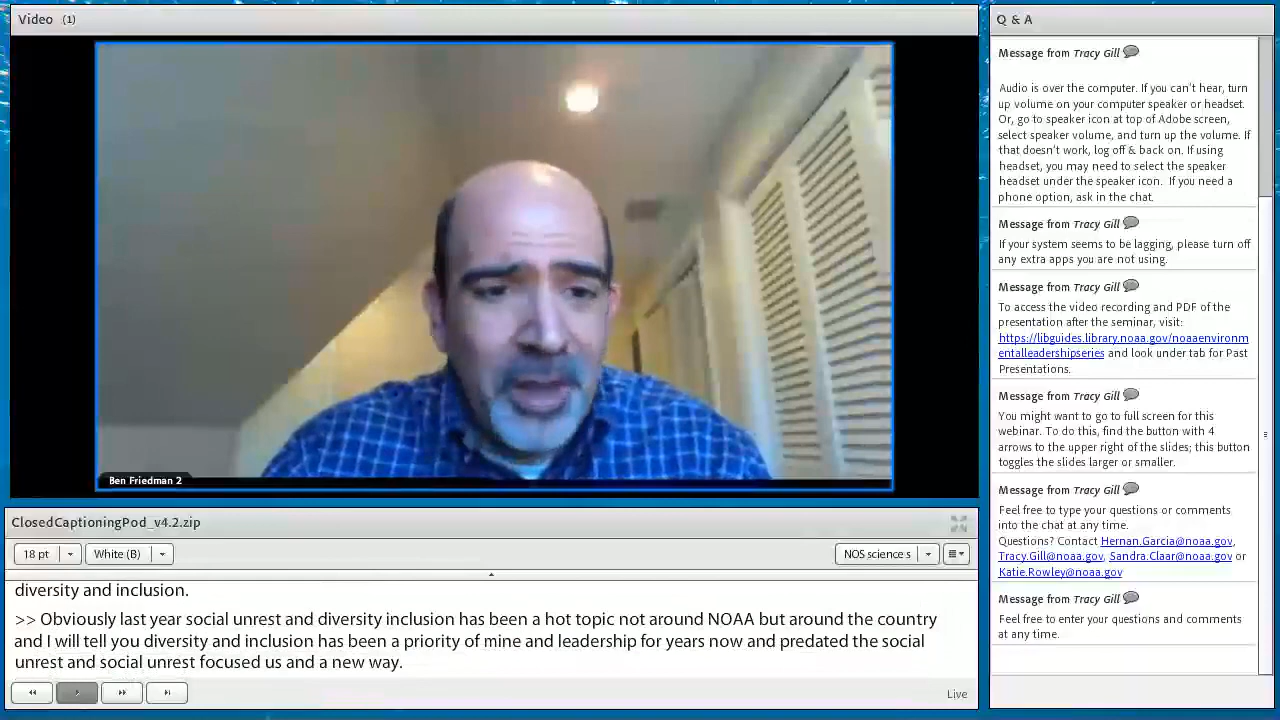 Video (1)
Ben Friedman 2
ClosedCaptioningPod_v4.2.zip
18 pt
White (B)
NOS science s
diversity and inclusion.
>> Obviously last year social unrest and diversity inclusion has been a hot topic not around NOAA but around the country
and I will tell you diversity and inclusion has been a priority of mine and leadership for years now and predated the social
unrest and social unrest focused us and a new way.
Live
Q & A
Message from Tracy Gill
Audio is over the computer. If you can't hear, turn
up volume on your computer speaker or headset.
Or, go to speaker icon at top of Adobe screen,
select speaker volume, and turn up the volume. If
that doesn't work, log off & back on. If using
headset, you may need to select the speaker
headset under the speaker icon. If you need a
phone option, ask in the chat.
Message from Tracy Gill
If your system seems to be lagging, please turn off
any extra apps you are not using.
Message from Tracy Gill
To access the video recording and PDF of the
presentation after the seminar, visit:
https://libguides.library.noaa.gov/noaaenvironm
entalleadershipseries and look under tab for Past
Presentations.
Message from Tracy Gill
You might want to go to full screen for this
webinar. To do this, find the button with 4
arrows to the upper right of the slides; this button
toggles the slides larger or smaller.
Message from Tracy Gill
Feel free to type your questions or comments
into the chat at any time.
Questions? Contact Hernan.Garcia@noaa.gov,
Tracy.Gill@noaa.gov, Sandra.Claar@noaa.gov or
Katie.Rowley@noaa.gov
Message from Tracy Gill
Feel free to enter your questions and comments
at any time.